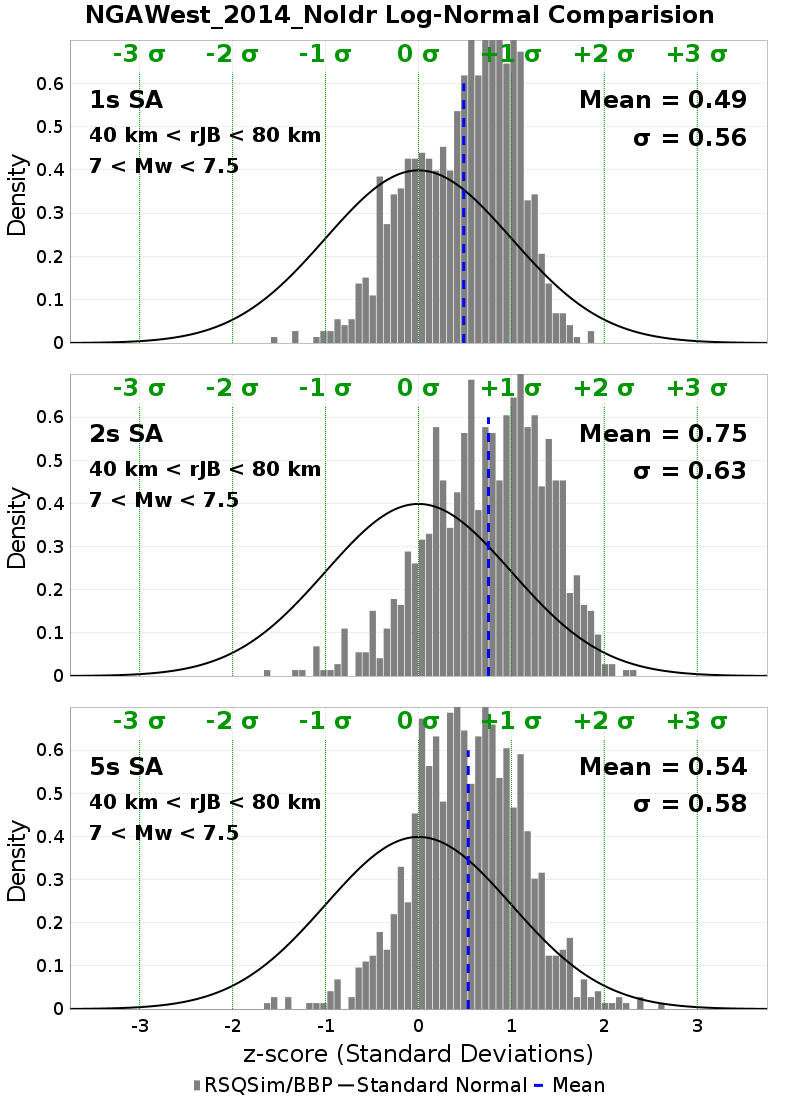 NGAWest_2014_NoIdr Log-Normal Comparision
-3 σ -2 σ -1 σ 0 σ +1 σ +2 σ +3 σ
1s SA
40 km < rJB < 80 km
7 < Mw < 7.5
Mean = 0.49
σ = 0.56
Density
0.6
0.5
0.4
0.3
0.2
0.1
0
-3 σ -2 σ -1 σ 0 σ +1 σ +2 σ +3 σ
2s SA
40 km < rJB < 80 km
7 < Mw < 7.5
Mean = 0.75
σ = 0.63
Density
0.6
0.5
0.4
0.3
0.2
0.1
0
-3 σ -2 σ -1 σ 0 σ +1 σ +2 σ +3 σ
5s SA
40 km < rJB < 80 km
7 < Mw < 7.5
Mean = 0.54
σ = 0.58
Density
0.6
0.5
0.4
0.3
0.2
0.1
0
-3 -2 -1 0 1 2 3
z-score (Standard Deviations)
RSQSim/BBP Standard Normal Mean